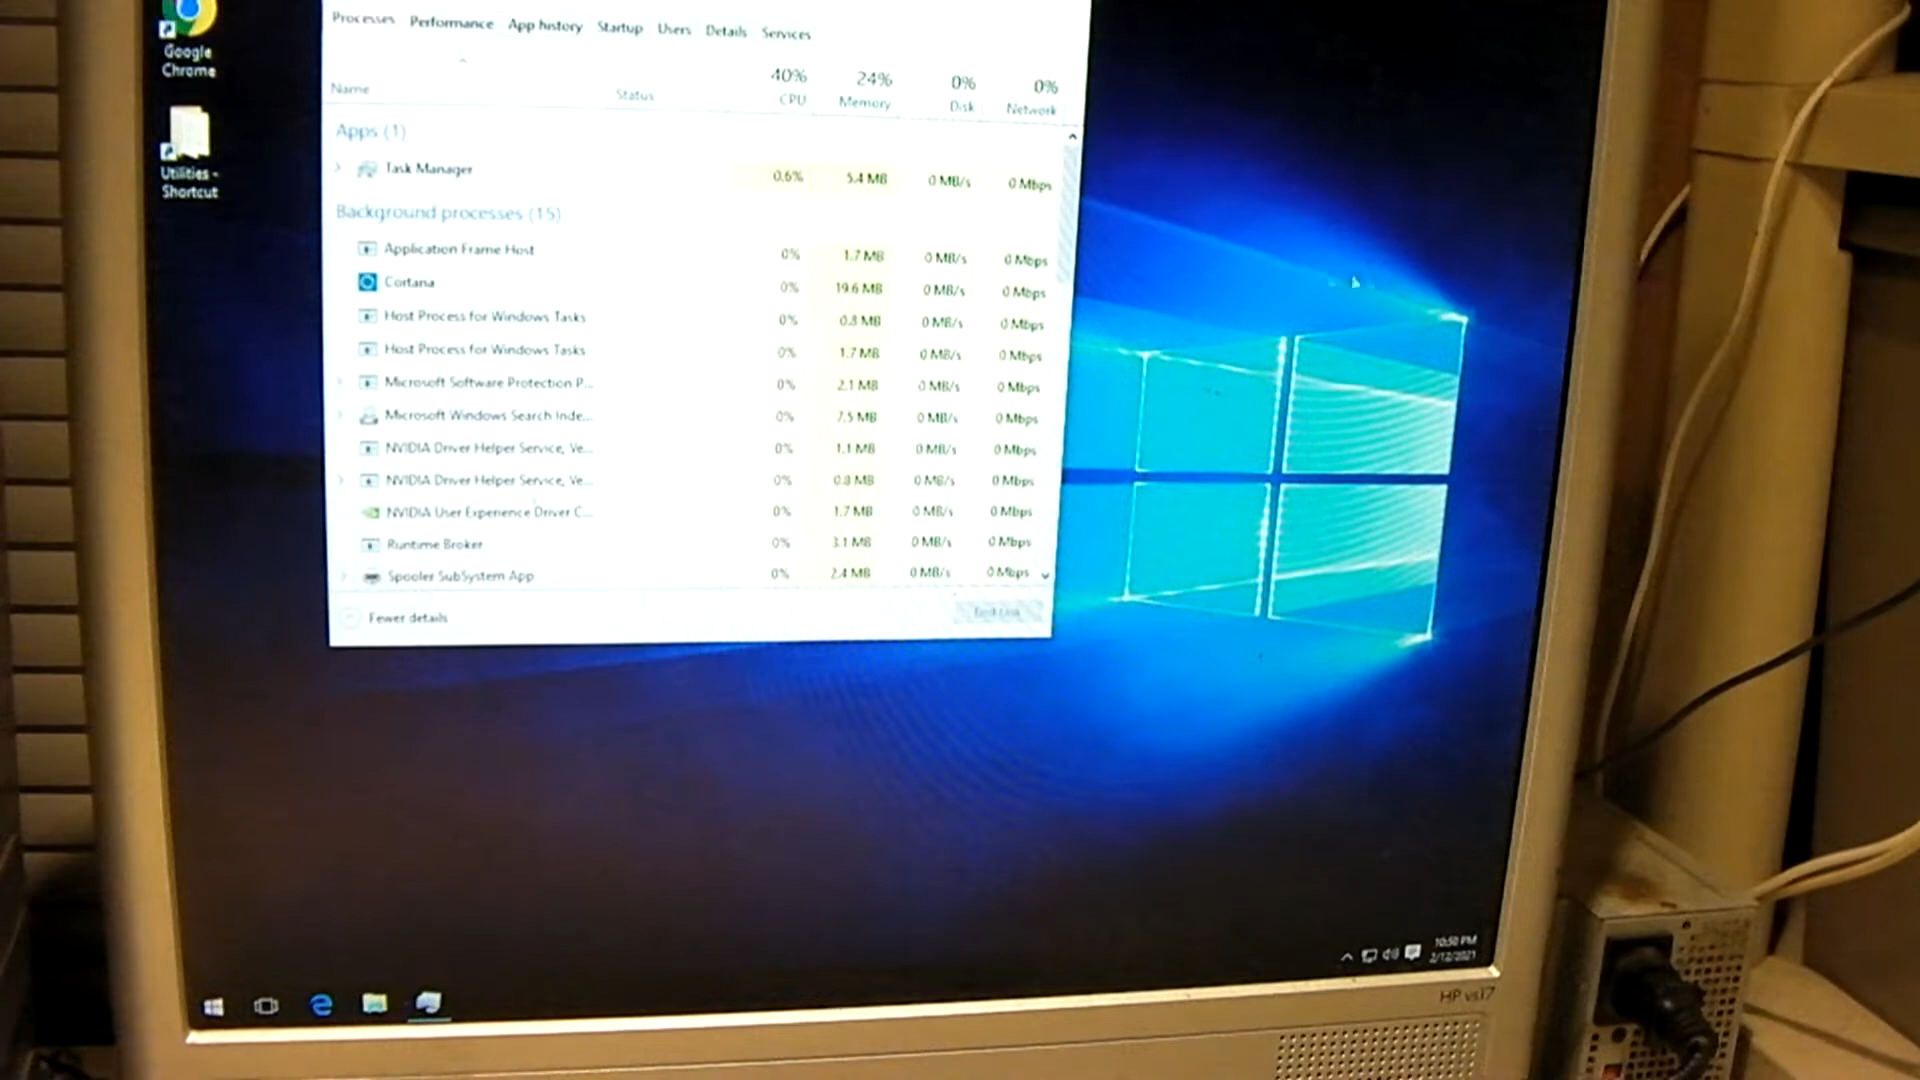 Google
Chrome
Utilities -
Shortcut
Processes Performance App history Startup Users Details Services
40% 24% 0% 0%
Name Status CPU Memory Disk Network
Apps (1)
Task Manager 0.6% 5.4 MB 0 MB/s 0 Mbps
Background processes (15)
Application Frame Host 0% 1.7 MB 0 MB/s 0 Mbps
Cortana 0% 19.6 MB 0 MB/s 0 Mbps
Host Process for Windows Tasks 0% 0.8 MB 0 MB/s 0 Mbps
Host Process for Windows Tasks 0% 1.7 MB 0 MB/s 0 Mbps
Microsoft Software Protection P... 0% 2.1 MB 0 MB/s 0 Mbps
Microsoft Windows Search Inde... 0% 7.5 MB 0 MB/s 0 Mbps
NVIDIA Driver Helper Service, Ve... 0% 1.1 MB 0 MB/s 0 Mbps
NVIDIA Driver Helper Service, Ve... 0% 0.8 MB 0 MB/s 0 Mbps
NVIDIA User Experience Driver C... 0% 1.7 MB 0 MB/s 0 Mbps
Runtime Broker 0% 3.1 MB 0 MB/s 0 Mbps
Spooler SubSystem App 0% 2.4 MB 0 MB/s 0 Mbps
Fewer details End task
10:50 PM
2/12/2021
HP vs17